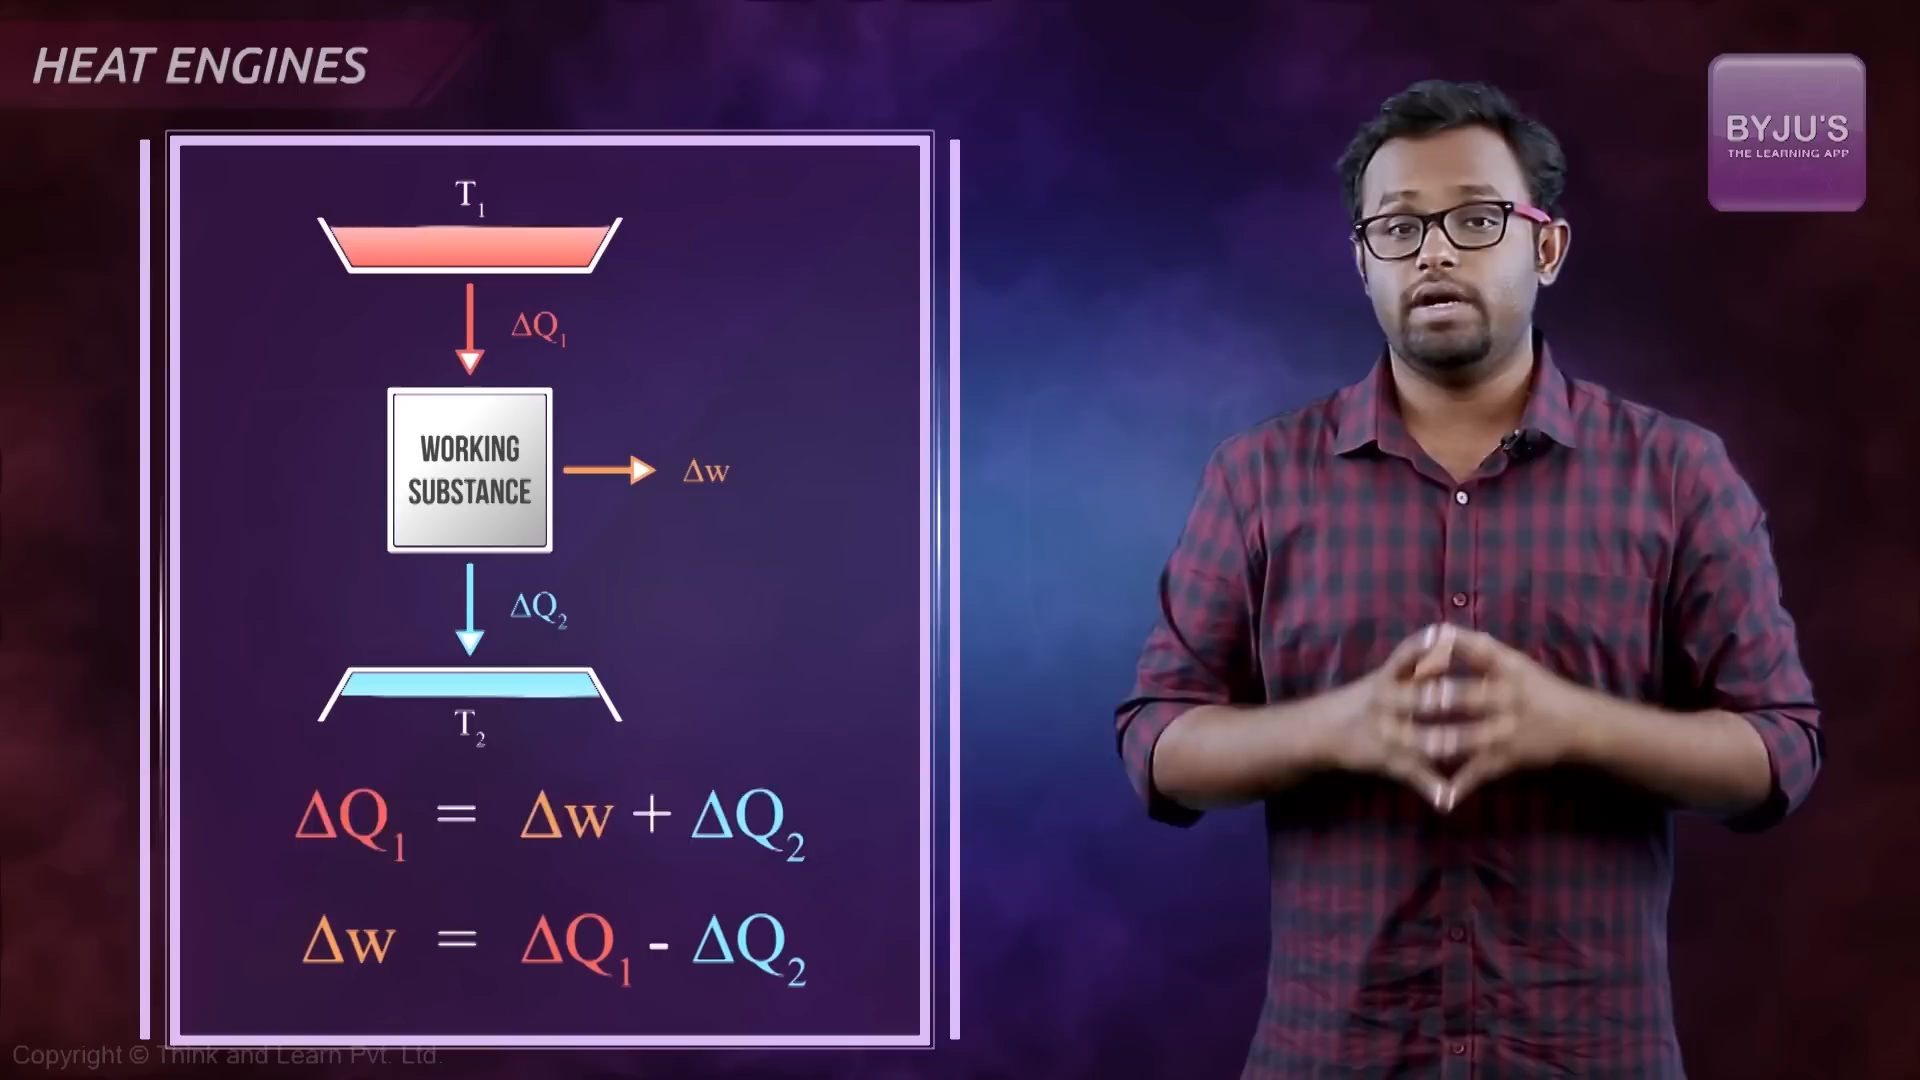 HEAT ENGINES
BYJU'S
THE LEARNING APP
T₁
ΔQ₁
WORKING
SUBSTANCE
Δw
ΔQ₂
T₂
ΔQ₁ = Δw + ΔQ₂
Δw = ΔQ₁ - ΔQ₂
Copyright © Think and Learn Pvt. Ltd.